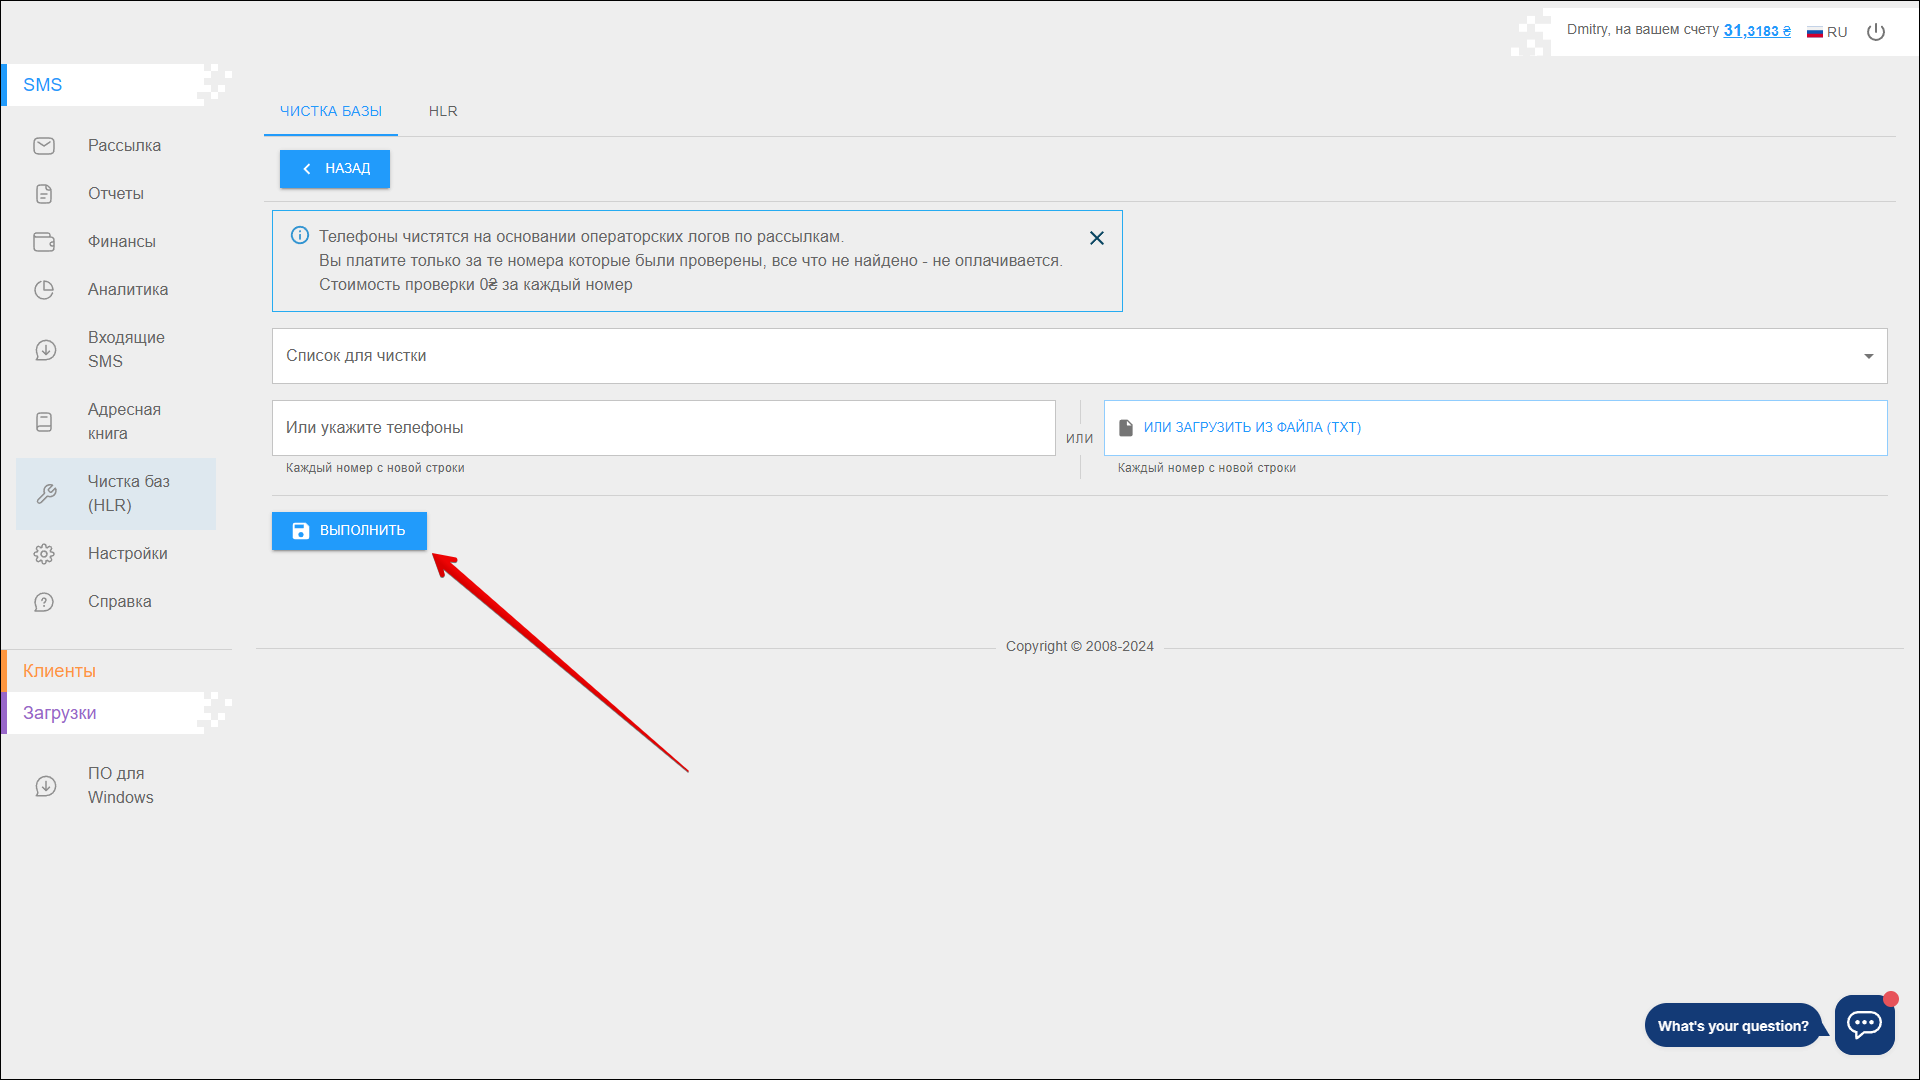 Dmitry, на вашем счету 31,3183 ₴ RU
SMS
ЧИСТКА БАЗЫ HLR
Рассылка
НАЗАД
Отчеты
Телефоны чистятся на основании операторских логов по рассылкам.
Вы платите только за те номера которые были проверены, все что не найдено - не оплачивается.
Стоимость проверки 0₴ за каждый номер
Финансы
Аналитика
Входящие
SMS
Список для чистки
Адресная
книга
Или укажите телефоны
ИЛИ
ИЛИ ЗАГРУЗИТЬ ИЗ ФАЙЛА (TXT)
Каждый номер с новой строки
Каждый номер с новой строки
Чистка баз
(HLR)
ВЫПОЛНИТЬ
Настройки
Справка
Copyright © 2008-2024
Клиенты
Загрузки
ПО для
Windows
What's your question?